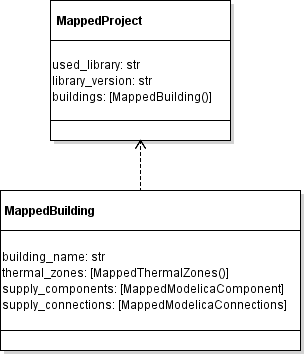 MappedProject
used_library: str
library_version: str
buildings: [MappedBuilding()]
MappedBuilding
building_name: str
thermal_zones: [MappedThermalZones()]
supply_components: [MappedModelicaComponent]
supply_connections: [MappedModelicaConnections]